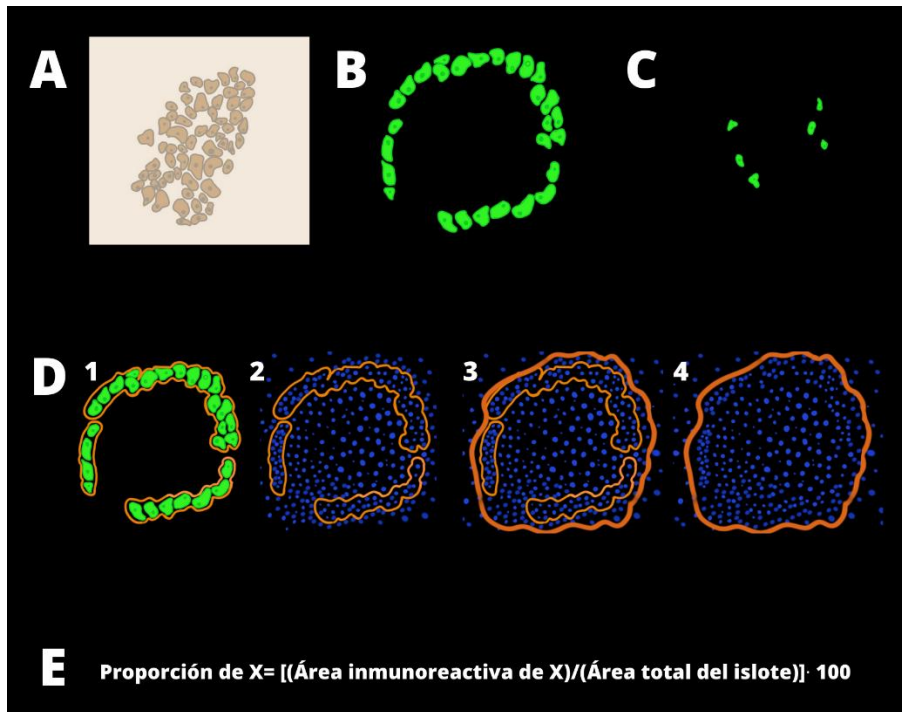 A
B
C
D
1
2
3
4
E
Proporción de X= [(Área inmunoreactiva de X)/(Área total del islote)]· 100